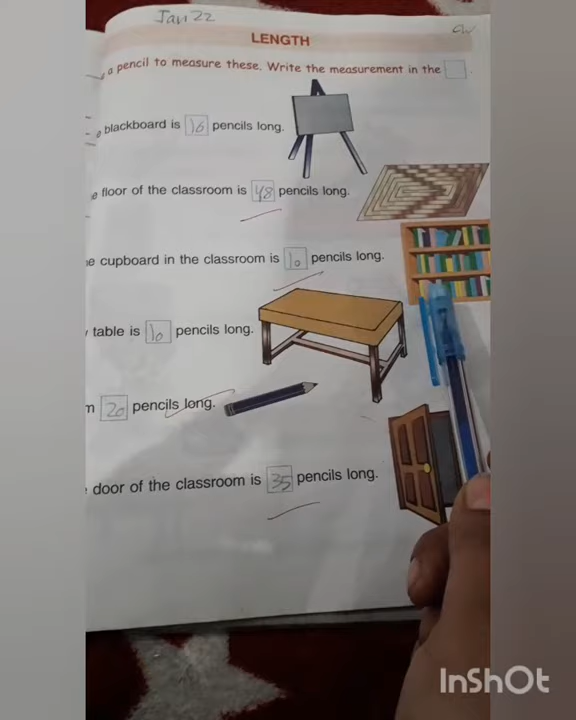 Jan 22
CW
LENGTH
a pencil to measure these. Write the measurement in the
blackboard is 16 pencils long.
e floor of the classroom is 48 pencils long.
e cupboard in the classroom is 10 pencils long.
table is 10 pencils long.
m 20 pencils long.
door of the classroom is 35 pencils long.
InShOt